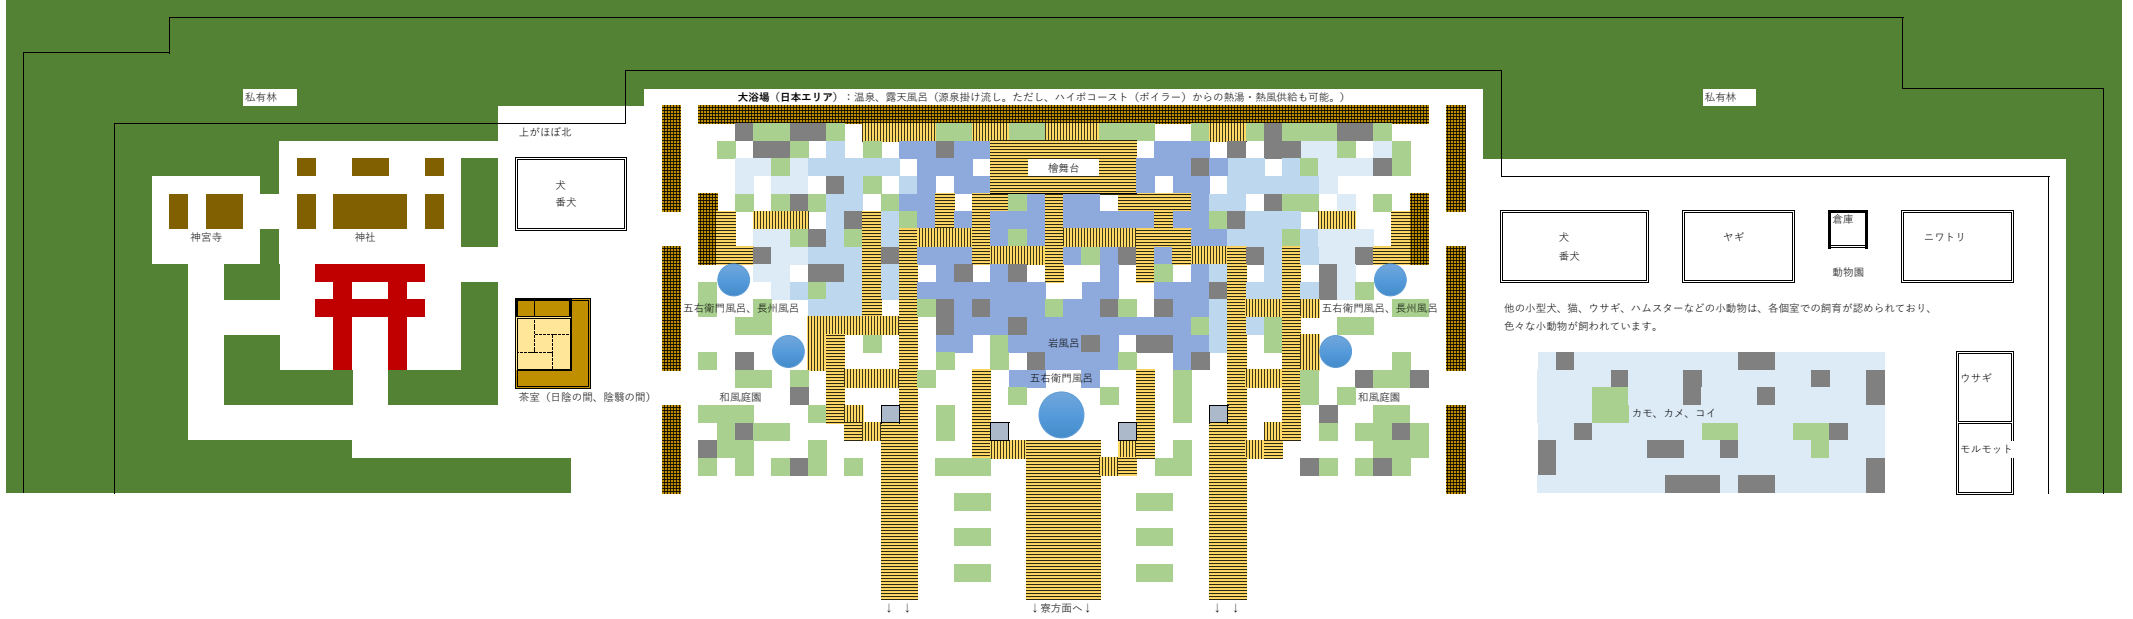 大浴場（日本エリア）：温泉、露天風呂（源泉掛け流し。ただし、ハイポコースト（ボイラー）からの熱湯・熱風供給も可能。）
私有林
私有林
上がほぼ北
檜舞台
犬
番犬
神宮寺
神社
犬
番犬
ヤギ
倉庫
ニワトリ
動物園
五右衛門風呂、長州風呂
五右衛門風呂、長州風呂
他の小型犬、猫、ウサギ、ハムスターなどの小動物は、各個室での飼育が認められており、
色々な小動物が飼われています。
岩風呂
五右衛門風呂
ウサギ
茶室（日陰の間、陰翳の間）
和風庭園
和風庭園
カモ、カメ、コイ
モルモット
↓ ↓
↓寮方面へ↓
↓ ↓